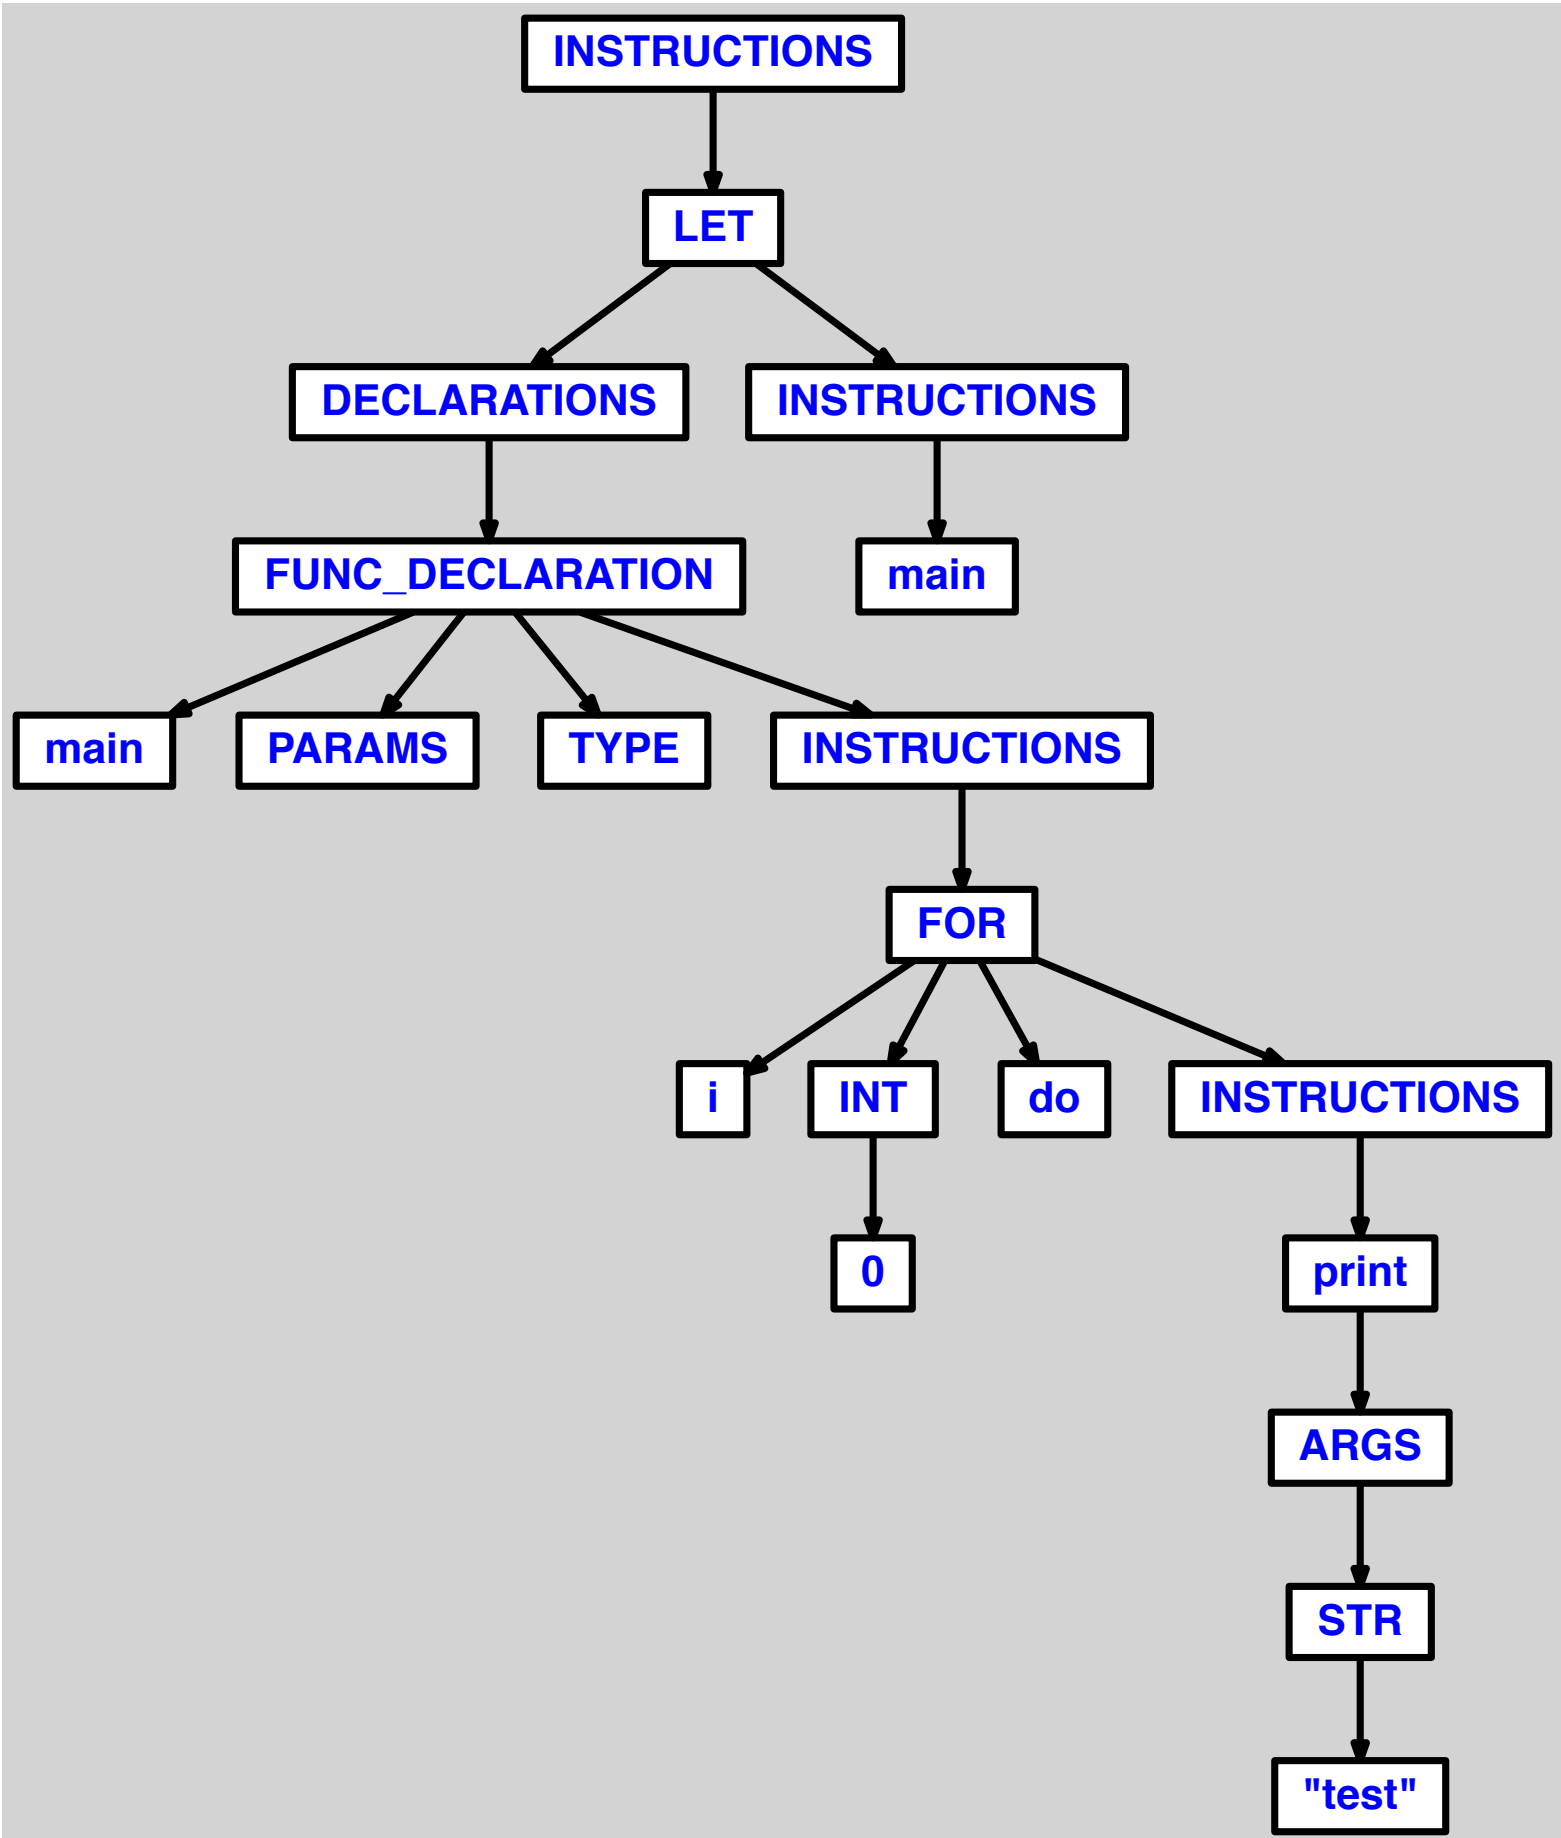 INSTRUCTIONS
LET
DECLARATIONS
INSTRUCTIONS
FUNC_DECLARATION
main
main
PARAMS
TYPE
INSTRUCTIONS
FOR
i
INT
do
INSTRUCTIONS
0
print
ARGS
STR
"test"